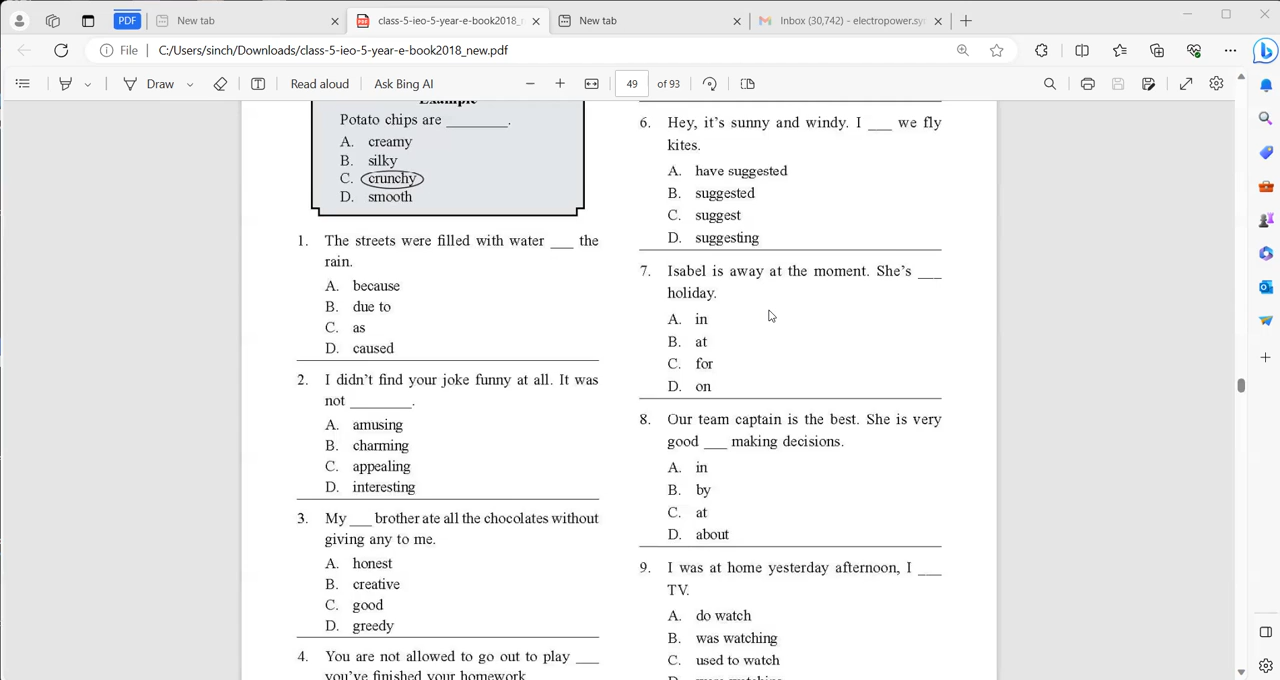 PDF
New tab
class-5-ieo-5-year-e-book2018_n
New tab
Inbox (30,742) - electropower.sy
File
C:/Users/sinch/Downloads/class-5-ieo-5-year-e-book2018_new.pdf
Draw
Read aloud
Ask Bing AI
49
of 93
Example
Potato chips are ________.
A. creamy
B. silky
C. crunchy
D. smooth
1. The streets were filled with water ___ the
rain.
A. because
B. due to
C. as
D. caused
2. I didn't find your joke funny at all. It was
not ________.
A. amusing
B. charming
C. appealing
D. interesting
3. My ___ brother ate all the chocolates without
giving any to me.
A. honest
B. creative
C. good
D. greedy
4. You are not allowed to go out to play ___
you've finished your homework
6. Hey, it's sunny and windy. I ___ we fly
kites.
A. have suggested
B. suggested
C. suggest
D. suggesting
7. Isabel is away at the moment. She's ___
holiday.
A. in
B. at
C. for
D. on
8. Our team captain is the best. She is very
good ___ making decisions.
A. in
B. by
C. at
D. about
9. I was at home yesterday afternoon, I ___
TV.
A. do watch
B. was watching
C. used to watch